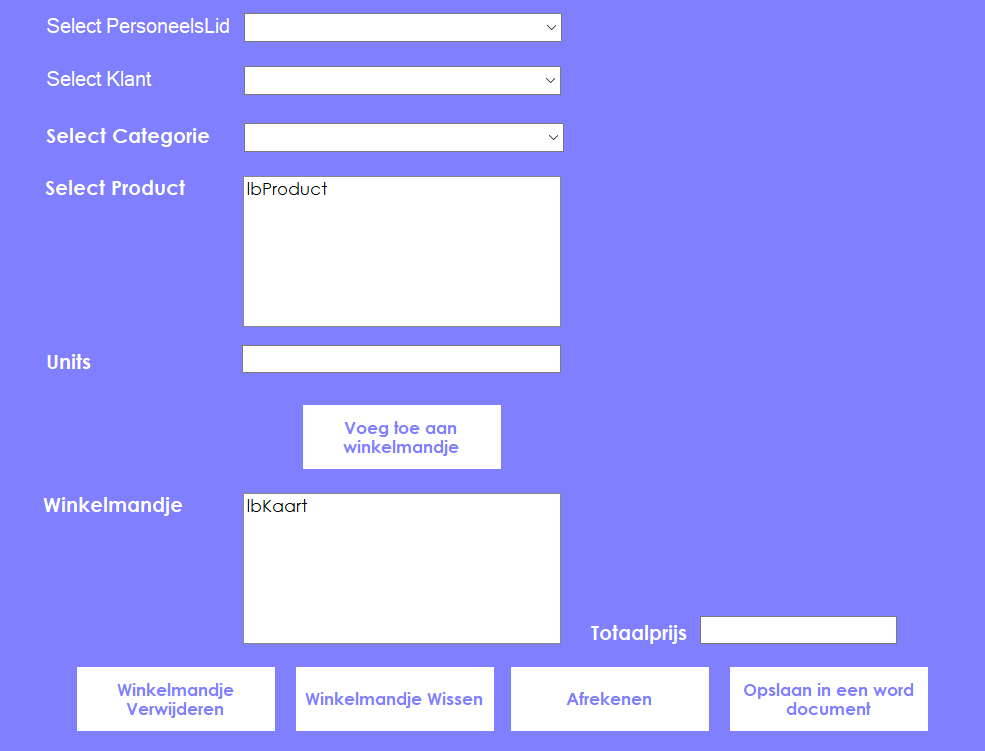 Select PersoneelsLid
Select Klant
Select Categorie
Select Product
lbProduct
Units
Voeg toe aan
winkelmandje
Winkelmandje
lbKaart
Totaalprijs
Winkelmandje
Verwijderen
Winkelmandje Wissen
Afrekenen
Opslaan in een word
document